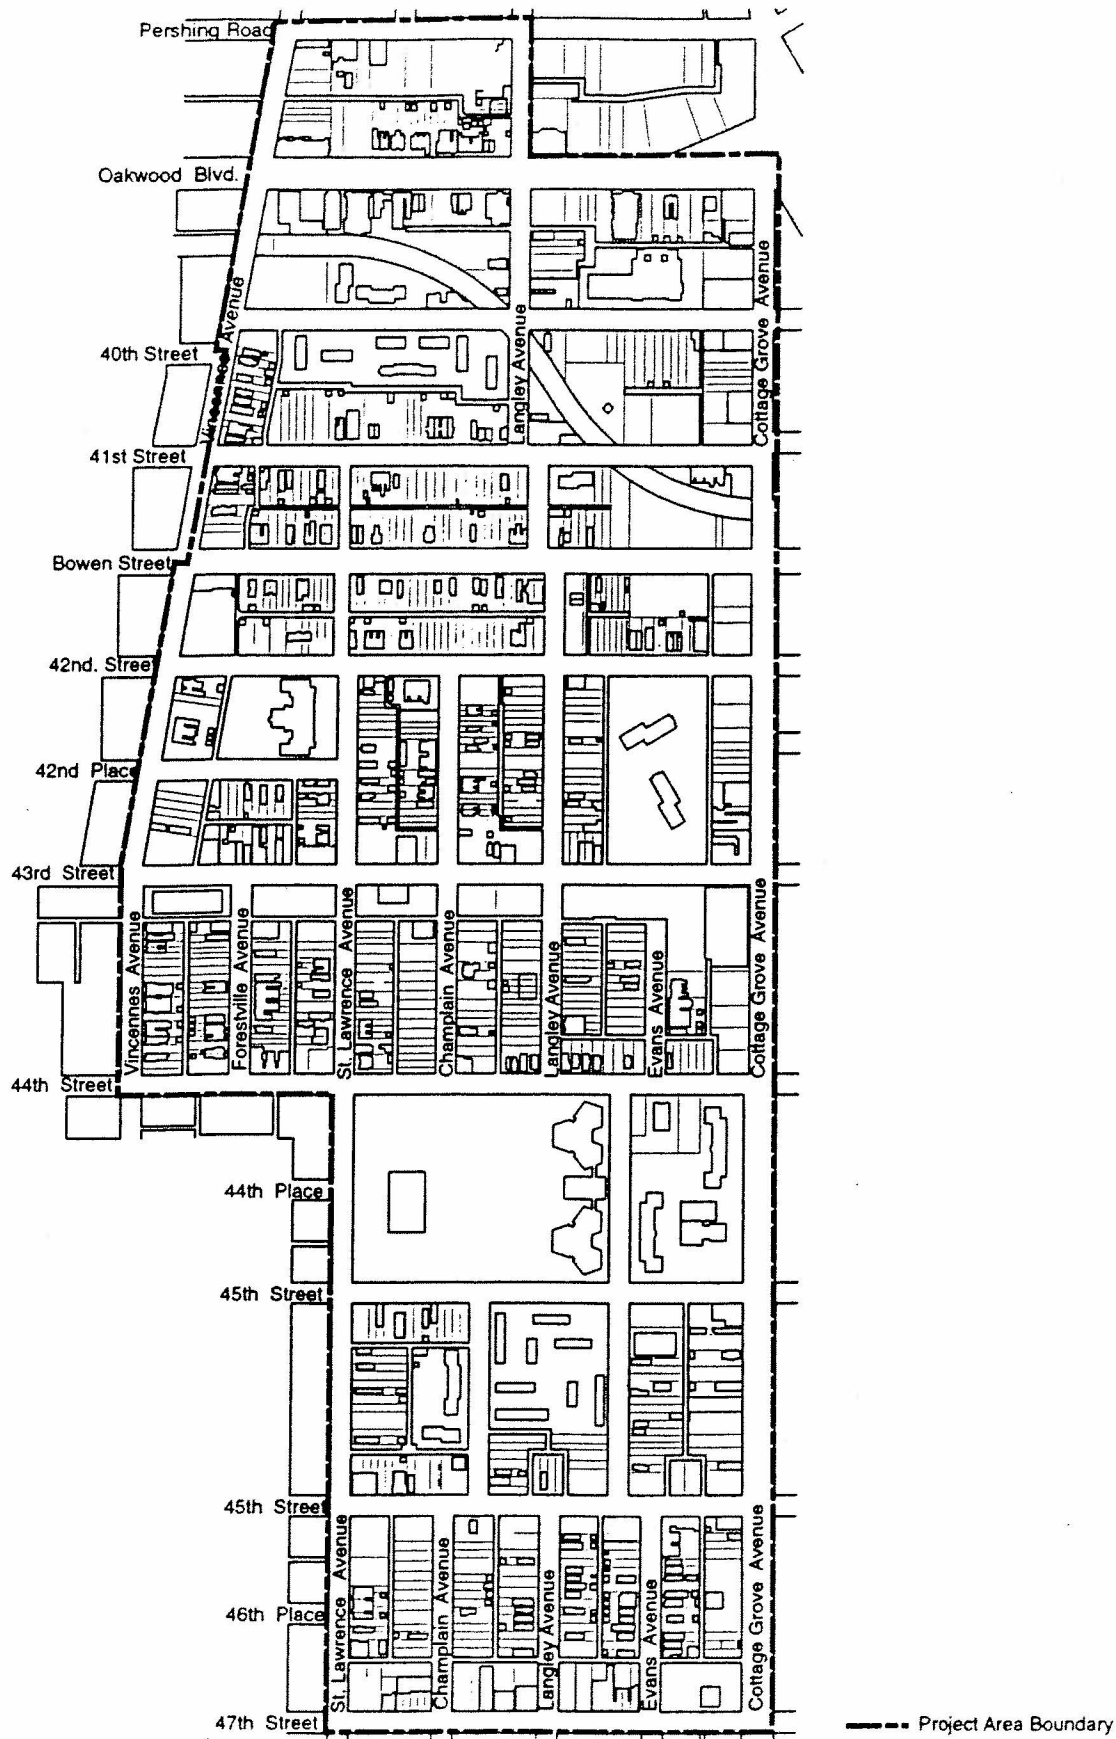 Pershing Road
Oakwood Blvd.
Cottage Grove Avenue
Vincennes Avenue
Langley Avenue
40th Street
41st Street
Bowen Street
42nd. Street
42nd Place
43rd Street
Vincennes Avenue
Forestville Avenue
St. Lawrence Avenue
Champlain Avenue
Langley Avenue
Evans Avenue
Cottage Grove Avenue
44th Street
44th Place
45th Street
45th Street
St. Lawrence Avenue
Champlain Avenue
Langley Avenue
Evans Avenue
Cottage Grove Avenue
46th Place
47th Street
Project Area Boundary